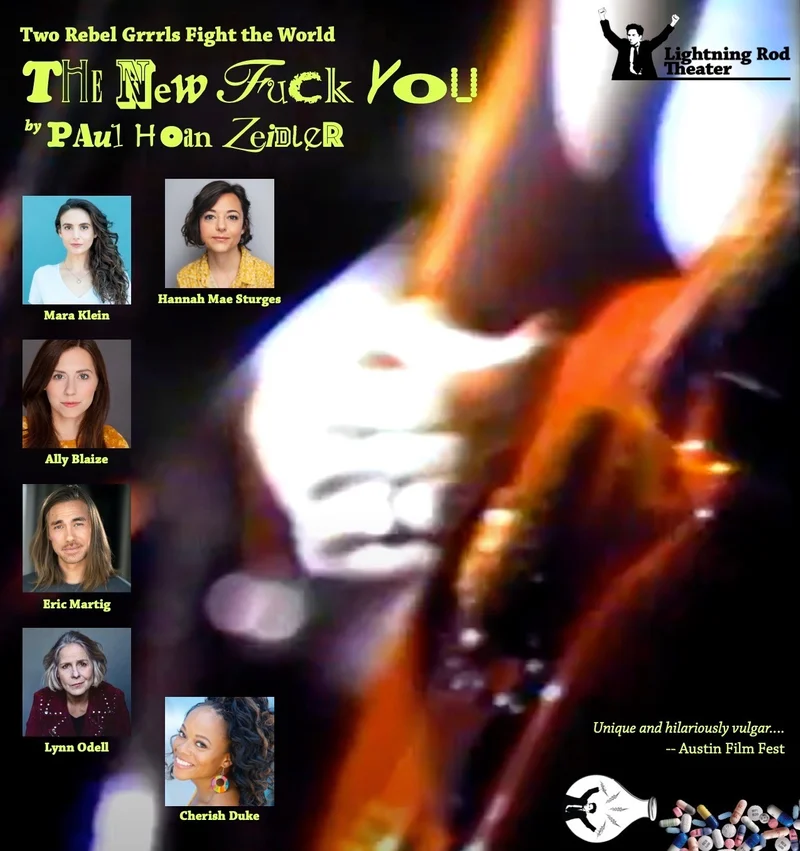 Two Rebel Grrrls Fight the World
The New Fuck You
by Paul Hoan Zeidler
Lightning Rod
Theater
Mara Klein
Hannah Mae Sturges
Ally Blaize
Eric Martig
Lynn Odell
Cherish Duke
Unique and hilariously vulgar....
-- Austin Film Fest